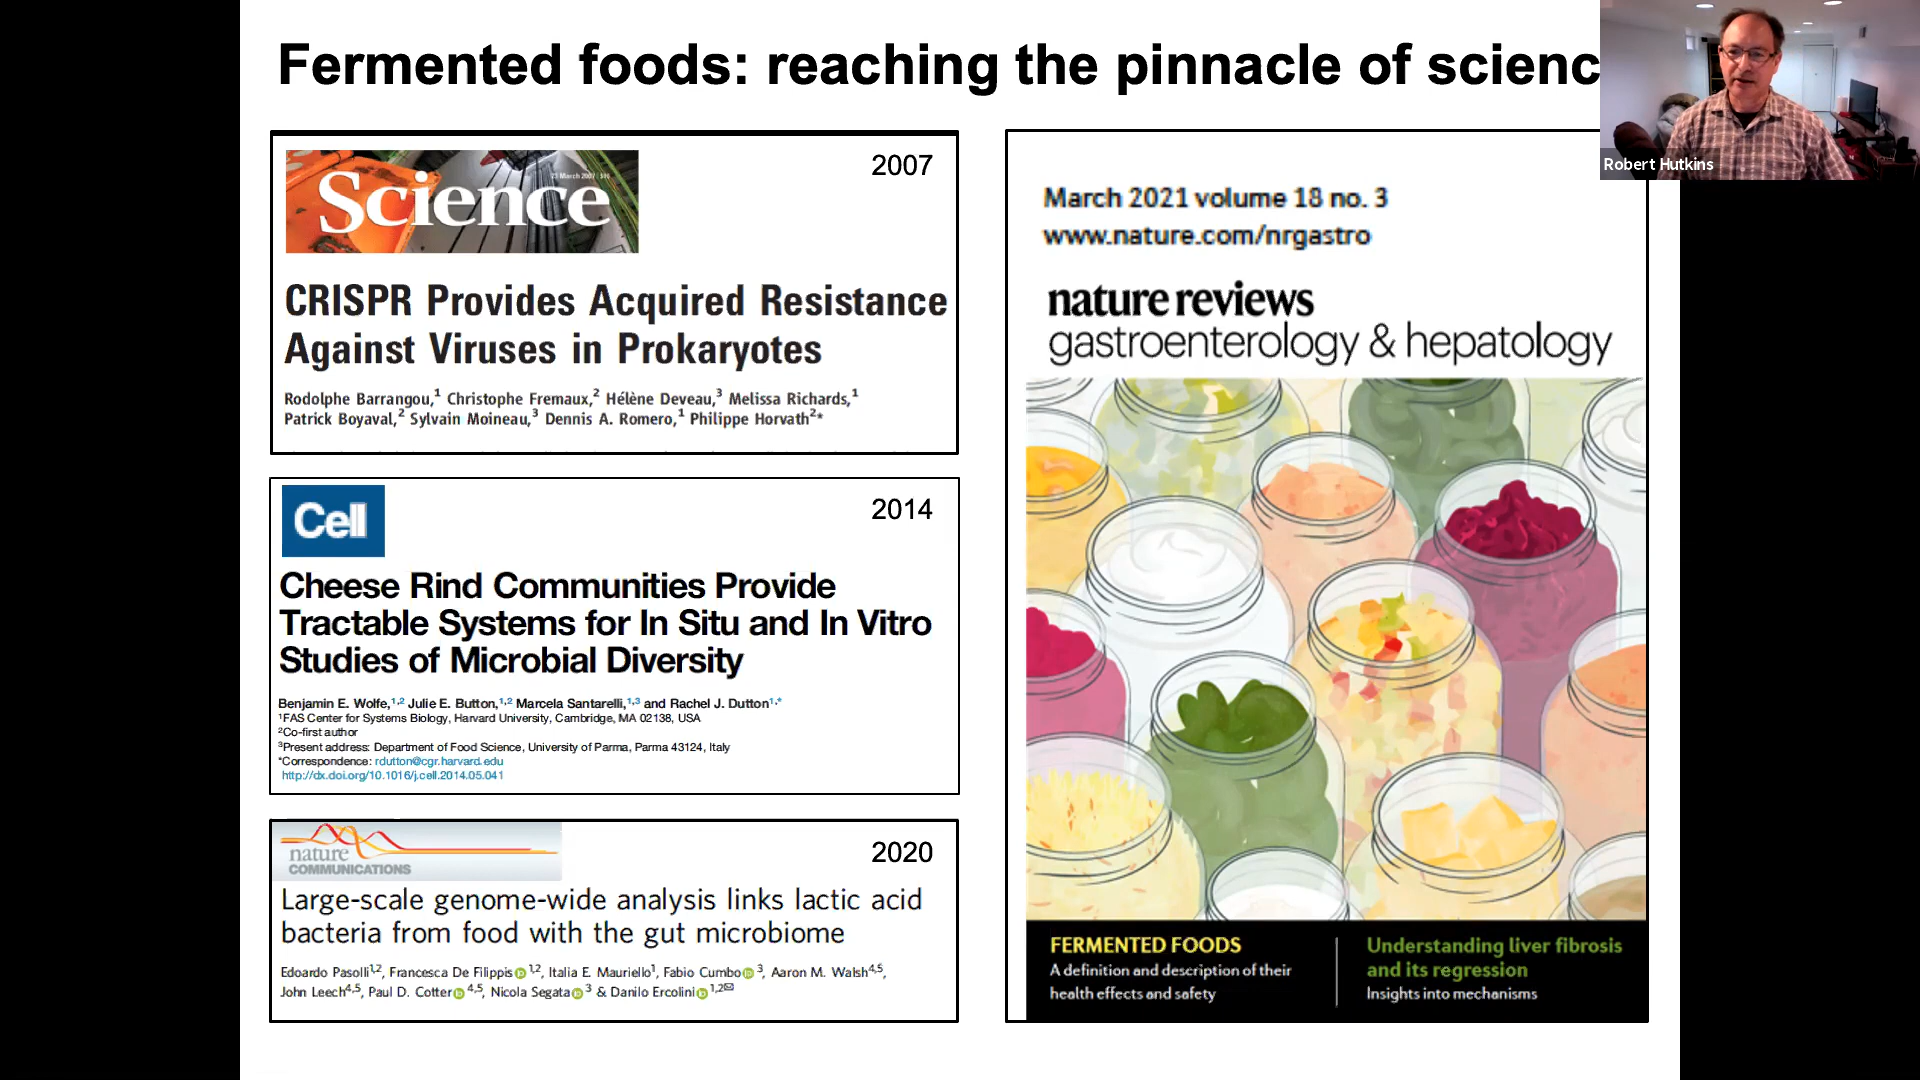 Fermented foods: reaching the pinnacle of scienc
Robert Hutkins
Science
2007
CRISPR Provides Acquired Resistance
Against Viruses in Prokaryotes
Rodolphe Barrangou,1 Christophe Fremaux,2 Hélène Deveau,3 Melissa Richards,1
Patrick Boyaval,2 Sylvain Moineau,3 Dennis A. Romero,1 Philippe Horvath2*
Cell
2014
Cheese Rind Communities Provide
Tractable Systems for In Situ and In Vitro
Studies of Microbial Diversity
Benjamin E. Wolfe,1,2 Julie E. Button,1,2 Marcela Santarelli,1,3 and Rachel J. Dutton1,*
1FAS Center for Systems Biology, Harvard University, Cambridge, MA 02138, USA
2Co-first author
3Present address: Department of Food Science, University of Parma, Parma 43124, Italy
*Correspondence: rdutton@cgr.harvard.edu
http://dx.doi.org/10.1016/j.cell.2014.05.041
nature
COMMUNICATIONS
2020
Large-scale genome-wide analysis links lactic acid
bacteria from food with the gut microbiome
Edoardo Pasolli1,2, Francesca De Filippis 1,2, Italia E. Mauriello1, Fabio Cumbo 3, Aaron M. Walsh4,5,
John Leech4,5, Paul D. Cotter 4,5, Nicola Segata 3 & Danilo Ercolini 1,2✉
March 2021 volume 18 no. 3
www.nature.com/nrgastro
nature reviews
gastroenterology & hepatology
FERMENTED FOODS
A definition and description of their
health effects and safety
Understanding liver fibrosis
and its regression
Insights into mechanisms